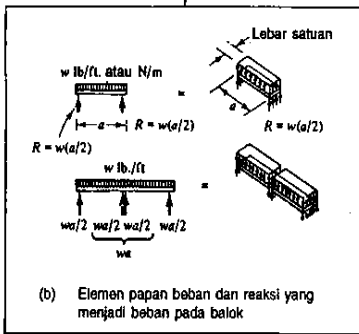 Lebar satuan
w lb/ft. atau N/m
=
a
a
R = w(a/2)
R = w(a/2)
R = w(a/2)
w lb./ft
=
wa/2 wa/2 wa/2 wa/2
wa
(b) Elemen papan beban dan reaksi yang
menjadi beban pada balok